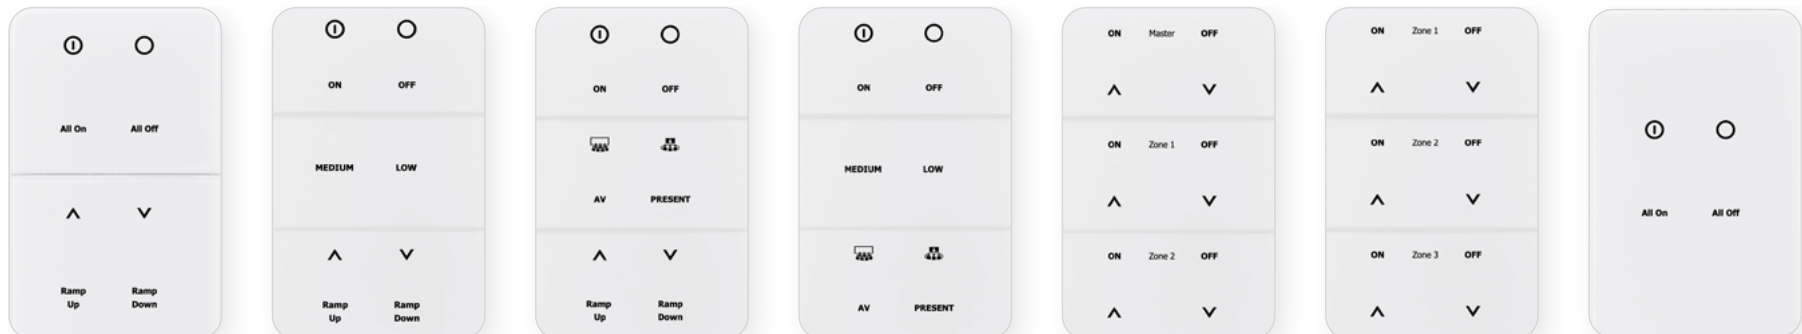 All On All Off
Ramp Up Ramp Down
ON OFF
MEDIUM LOW
Ramp Up Ramp Down
ON OFF
AV PRESENT
Ramp Up Ramp Down
ON OFF
MEDIUM LOW
AV PRESENT
ON Master OFF
ON Zone 1 OFF
ON Zone 2 OFF
ON Zone 1 OFF
ON Zone 2 OFF
ON Zone 3 OFF
All On All Off